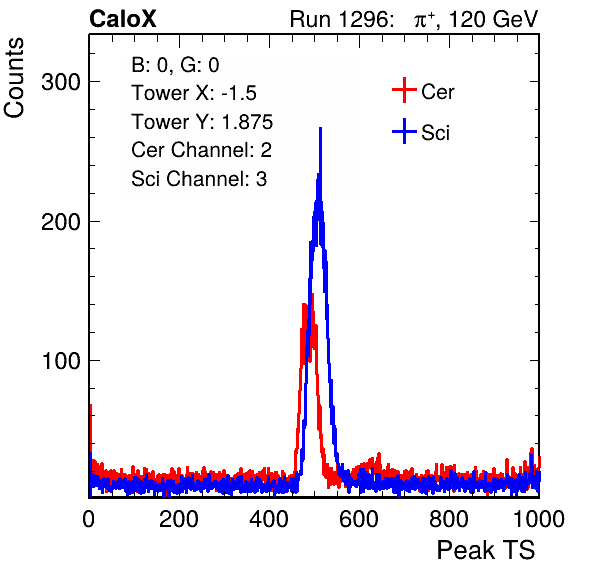 CaloX Run 1296: π⁺, 120 GeV
Counts
B: 0, G: 0
Tower X: -1.5
Tower Y: 1.875
Cer Channel: 2
Sci Channel: 3
Cer
Sci
300
200
100
0 200 400 600 800 1000
Peak TS